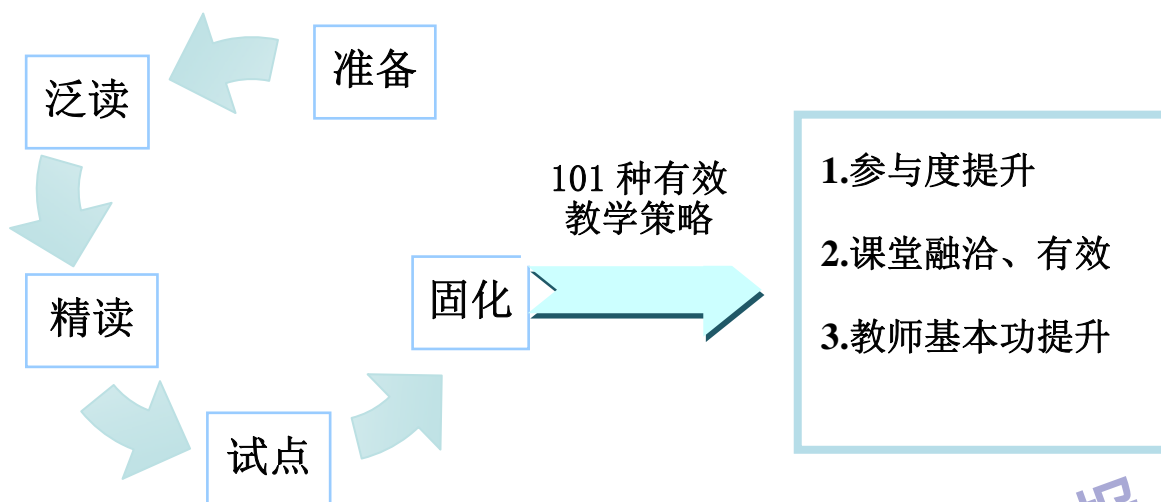 准备
泛读
精读
试点
固化
101 种有效
教学策略
1.参与度提升
2.课堂融洽、有效
3.教师基本功提升
报